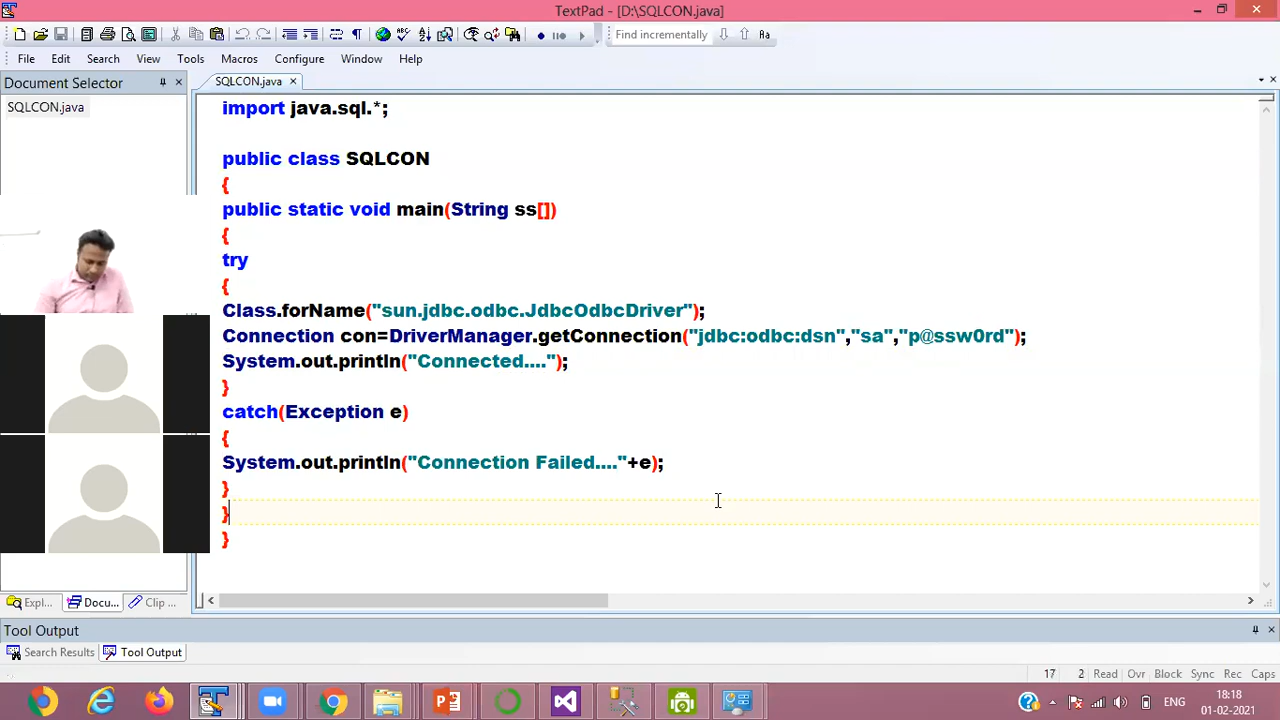 TextPad - [D:\SQLCON.java]
Find incrementally
Aa
File Edit Search View Tools Macros Configure Window Help
Document Selector
SQLCON.java
SQLCON.java
import java.sql.*;
public class SQLCON
{
public static void main(String ss[])
{
try
{
Class.forName("sun.jdbc.odbc.JdbcOdbcDriver");
Connection con=DriverManager.getConnection("jdbc:odbc:dsn","sa","p@ssw0rd");
System.out.println("Connected....");
}
catch(Exception e)
{
System.out.println("Connection Failed...."+e);
}
}
}
Expl... Docu... Clip ...
Tool Output
Search Results Tool Output
17 2 Read Ovr Block Sync Rec Caps
ENG
18:18
01-02-2021